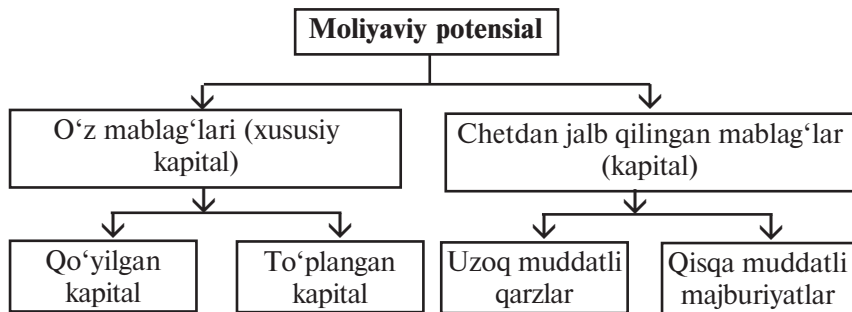 Moliyaviy potensial
O‘z mablag‘lari (xususiy
kapital)
Chetdan jalb qilingan mablag‘lar
(kapital)
Qo‘yilgan
kapital
To‘plangan
kapital
Uzoq muddatli
qarzlar
Qisqa muddatli
majburiyatlar